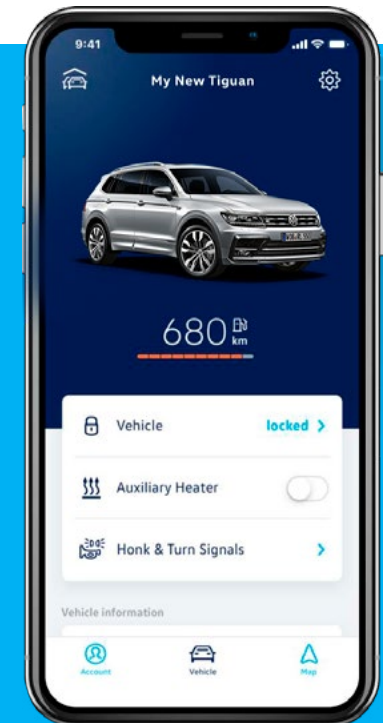 9:41
My New Tiguan
680 km
Vehicle locked
Auxiliary Heater
Honk & Turn Signals
Vehicle information
Account Vehicle Map